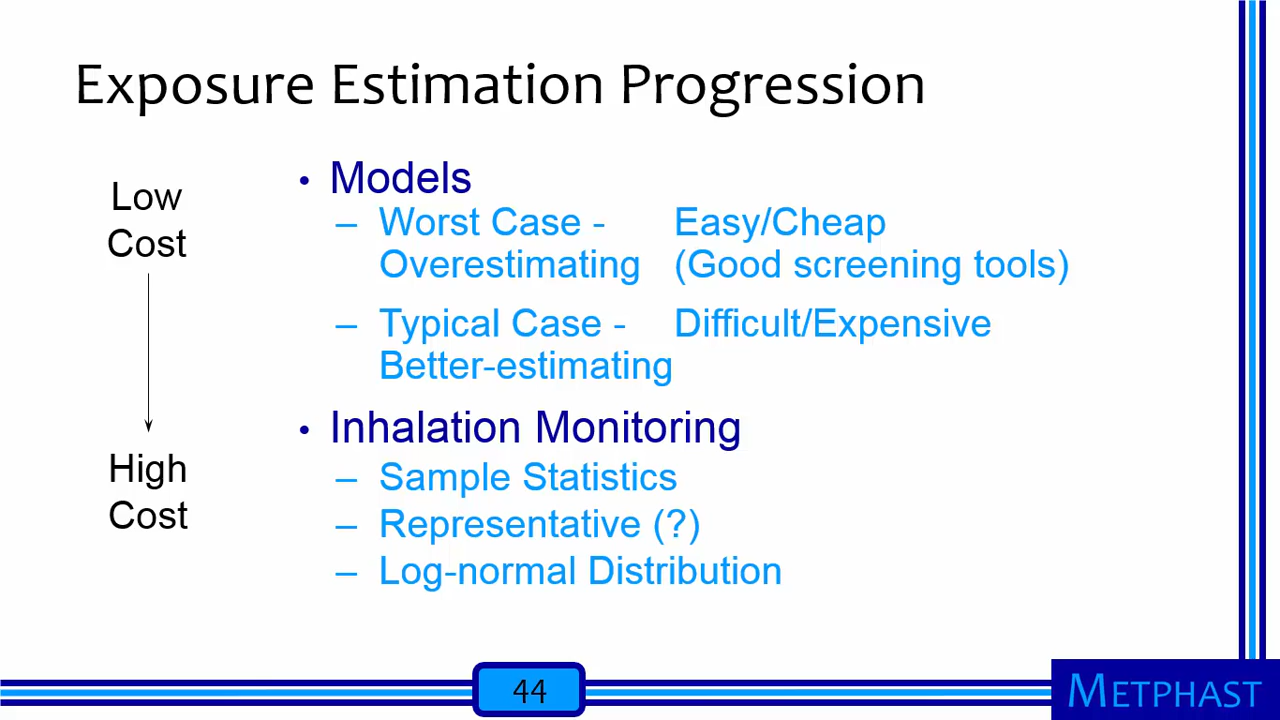 Exposure Estimation Progression
Low
Cost
High
Cost
• Models
– Worst Case - Easy/Cheap
Overestimating (Good screening tools)
– Typical Case - Difficult/Expensive
Better-estimating
• Inhalation Monitoring
– Sample Statistics
– Representative (?)
– Log-normal Distribution
44
METPHAST